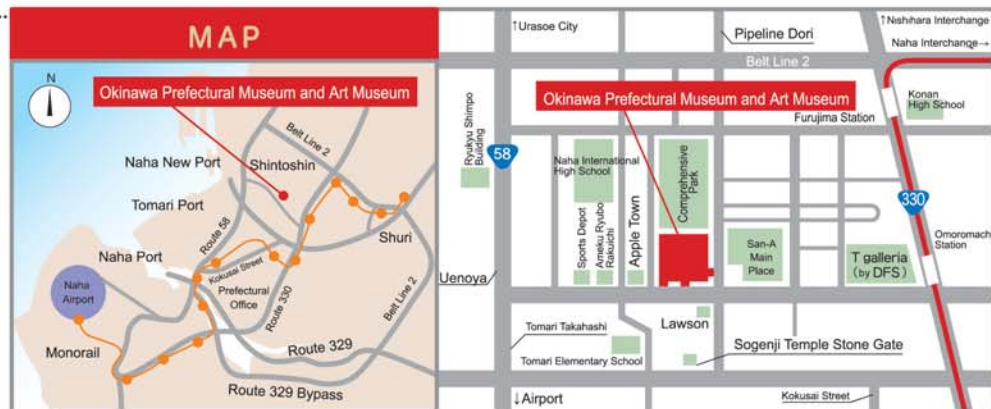 MAP
N
Okinawa Prefectural Museum and Art Museum
Belt Line 2
Naha New Port
Shintoshin
Tomari Port
Route 58
Shuri
Naha Port
Kokusai Street
Naha
Airport
Prefectural
Office
Route 330
Belt Line 2
Monorail
Route 329
Route 329 Bypass
↑Urasoe City
Pipeline Dori
↑Nishihara Interchange
Naha Interchange→
Belt Line 2
Okinawa Prefectural Museum and Art Museum
Konan
High School
Furujima Station
Ryukyu Shimpo
Building
58
Naha International
High School
Comprehensive
Park
330
Omoromachi
Station
Sports Depot
Ameku Ryubo
Rakuichi
Apple Town
San-A
Main
Place
T galleria
(by DFS)
Uenoya
Lawson
Tomari Takahashi
Tomari Elementary School
Sogenji Temple Stone Gate
↓Airport
Kokusai Street